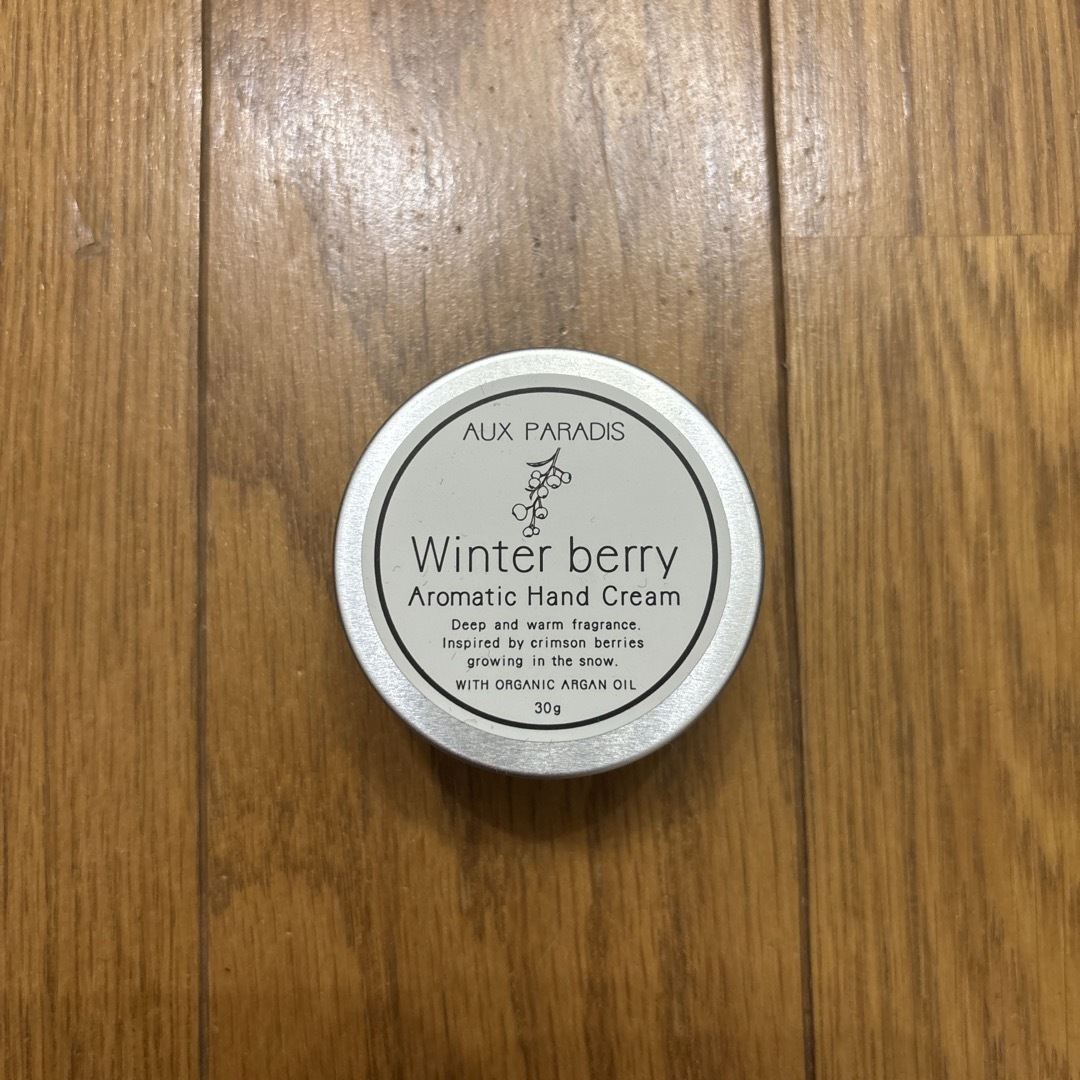 AUX PARADIS
Winter berry
Aromatic Hand Cream
Deep and warm fragrance.
Inspired by crimson berries
growing in the snow.
WITH ORGANIC ARGAN OIL
30g